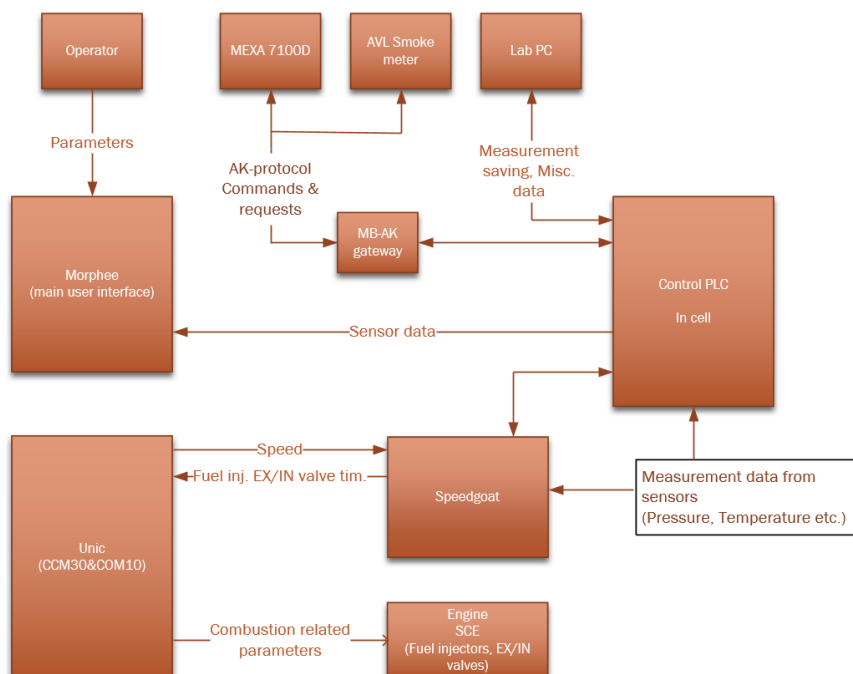 Operator
MEXA 7100D
AVL Smoke
meter
Lab PC
Parameters
AK-protocol
Commands &
requests
Measurement
saving, Misc.
data
MB-AK
gateway
Morphee
(main user interface)
Control PLC
In cell
Sensor data
Speed
Fuel inj. EX/IN valve tim.
Speedgoat
Measurement data from
sensors
(Pressure, Temperature etc.)
Unic
(CCM30&COM10)
Combustion related
parameters
Engine
SCE
(Fuel injectors, EX/IN
valves)